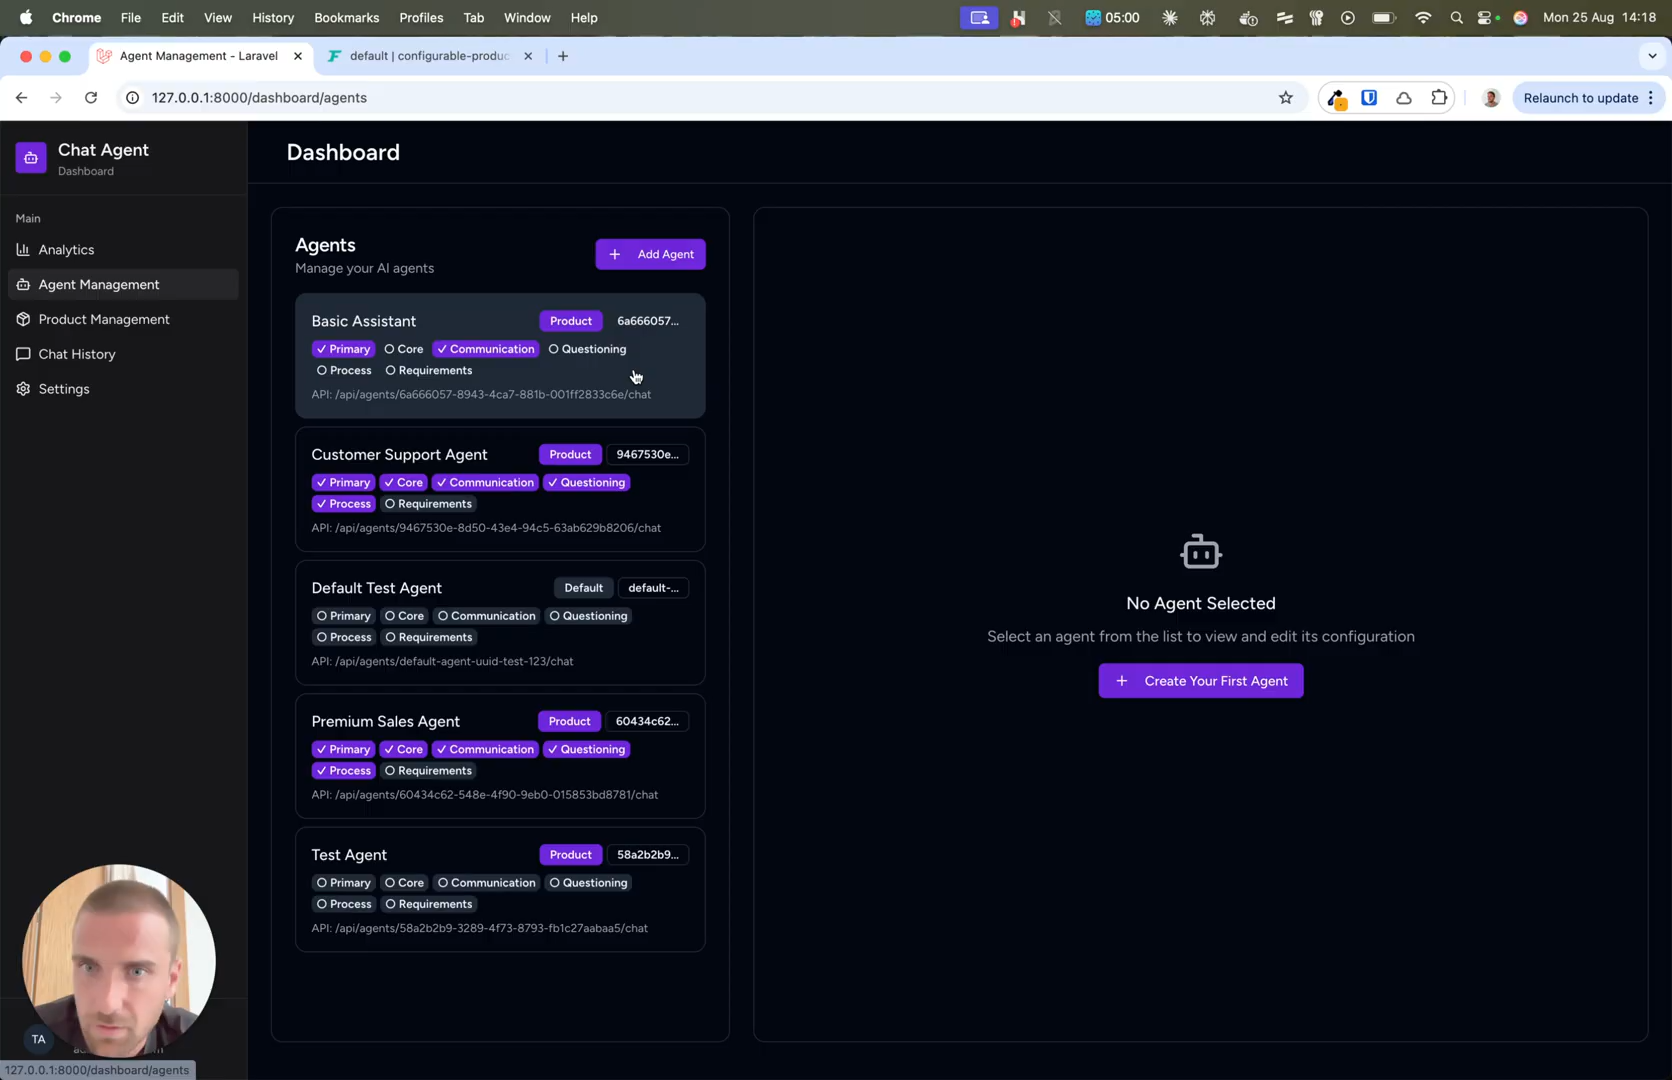 Chrome File Edit View History Bookmarks Profiles Tab Window Help 05:00 Mon 25 Aug 14:18
Agent Management - Laravel
default | configurable-produc
127.0.0.1:8000/dashboard/agents
Relaunch to update
Chat Agent
Dashboard
Main
Analytics
Agent Management
Product Management
Chat History
Settings
TA
127.0.0.1:8000/dashboard/agents
Dashboard
Agents
Manage your AI agents
Add Agent
Basic Assistant Product 6a666057...
Primary Core Communication Questioning
Process Requirements
API: /api/agents/6a666057-8943-4ca7-881b-001ff2833c6e/chat
Customer Support Agent Product 9467530e...
Primary Core Communication Questioning
Process Requirements
API: /api/agents/9467530e-8d50-43e4-94c5-63ab629b8206/chat
Default Test Agent Default default-...
Primary Core Communication Questioning
Process Requirements
API: /api/agents/default-agent-uuid-test-123/chat
Premium Sales Agent Product 60434c62...
Primary Core Communication Questioning
Process Requirements
API: /api/agents/60434c62-548e-4f90-9eb0-015853bd8781/chat
Test Agent Product 58a2b2b9...
Primary Core Communication Questioning
Process Requirements
API: /api/agents/58a2b2b9-3289-4f73-8793-fb1c27aabaa5/chat
No Agent Selected
Select an agent from the list to view and edit its configuration
Create Your First Agent